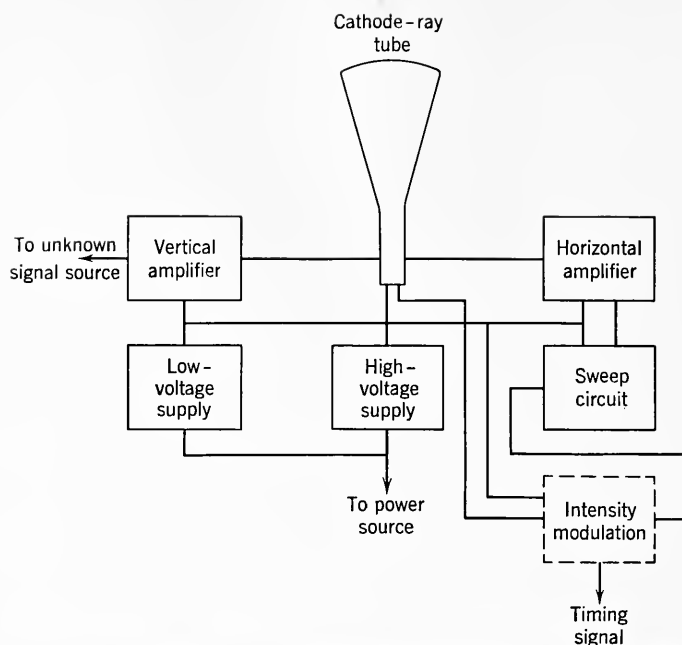 Cathode-ray
tube
To unknown
signal source
Vertical
amplifier
Horizontal
amplifier
Low-
voltage
supply
High-
voltage
supply
Sweep
circuit
To power
source
Intensity
modulation
Timing
signal